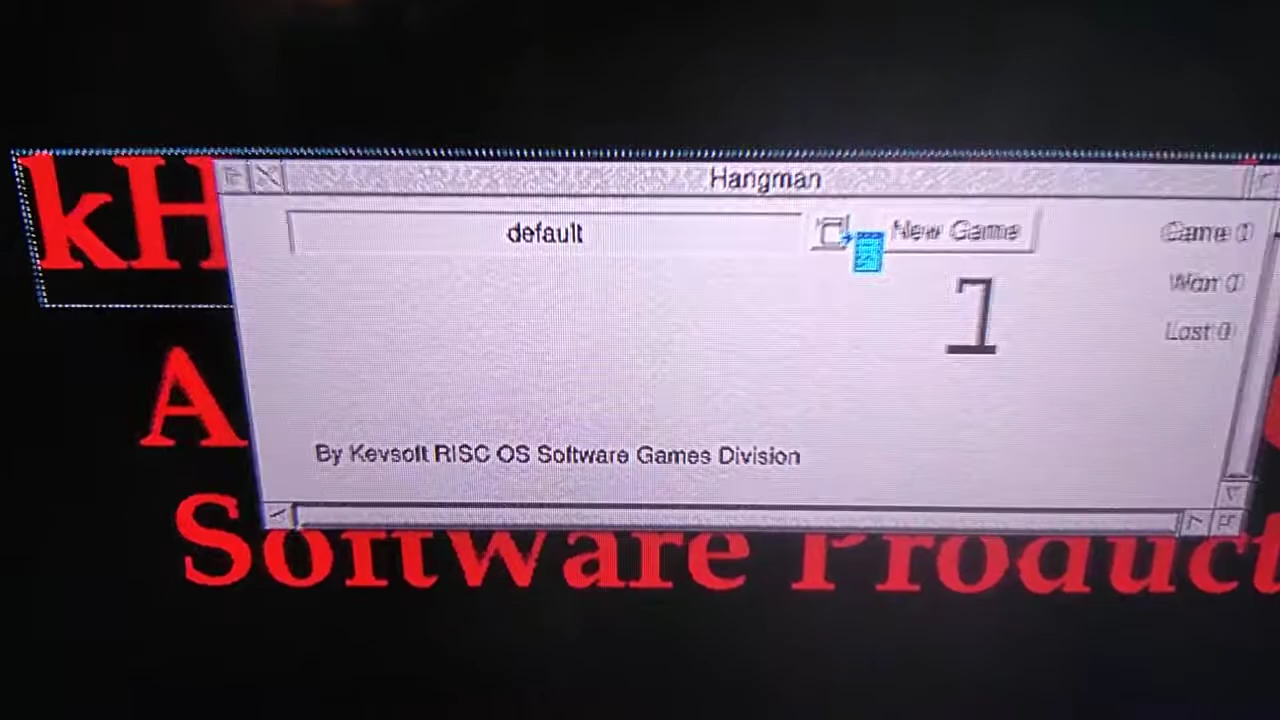 kH
Hangman
default
New Game
Game 0
Won 0
1
Lost 0
A
By Kevsoft RISC OS Software Games Division
Software Product